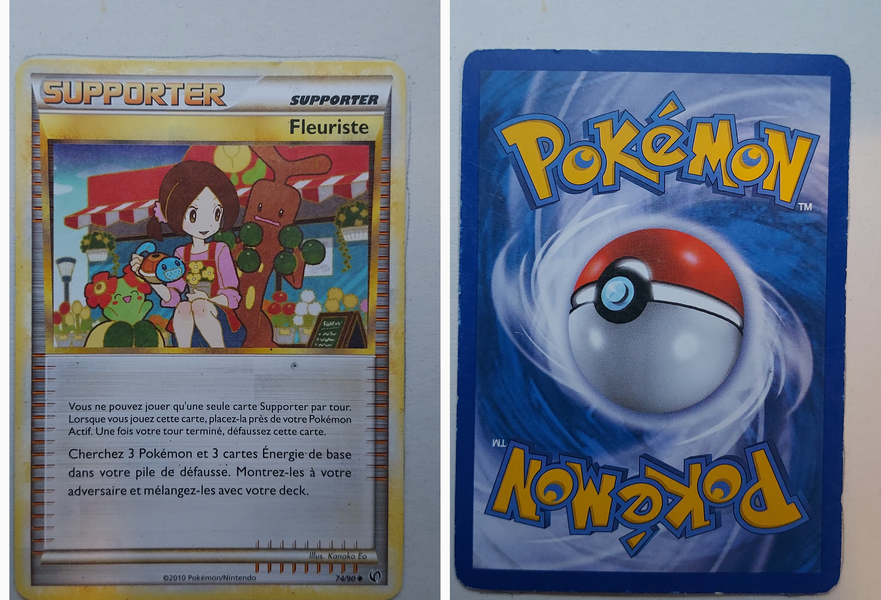 SUPPORTER
SUPPORTER
Fleuriste
Vous ne pouvez jouer qu'une seule carte Supporter par tour.
Lorsque vous jouez cette carte, placez-la près de votre Pokémon
Actif. Une fois votre tour terminé, défaussez cette carte.
Cherchez 3 Pokémon et 3 cartes Énergie de base
dans votre pile de défausse. Montrez-les à votre
adversaire et mélangez-les avec votre deck.
Illus. Kanako Eo
©2010 Pokémon/Nintendo
74/90
POKéMON
TM
TM
POKéMON